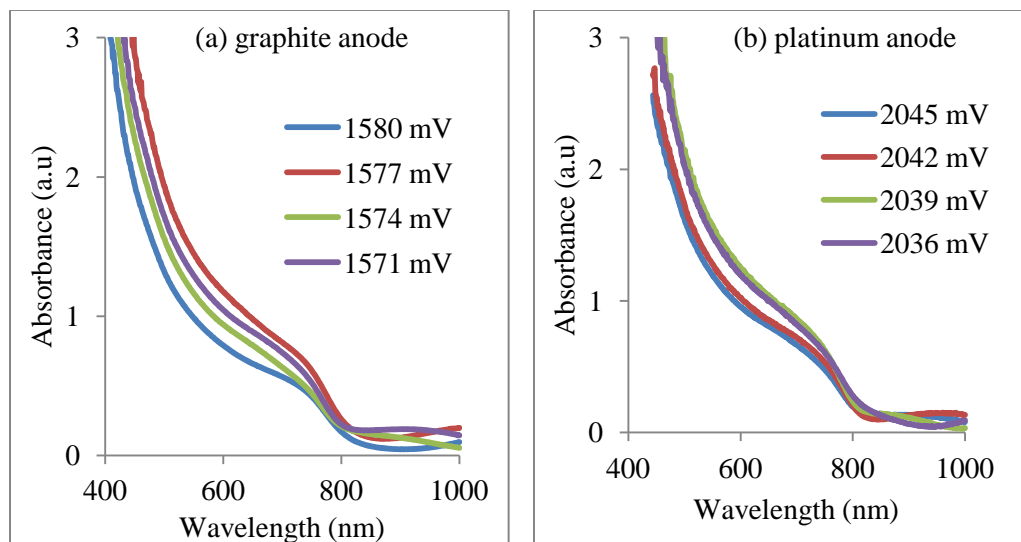 (a) graphite anode
3
2
1
0
Absorbance (a.u)
1580 mV
1577 mV
1574 mV
1571 mV
400 600 800 1000
Wavelength (nm)
(b) platinum anode
3
2
1
0
Absorbance (a.u)
2045 mV
2042 mV
2039 mV
2036 mV
400 600 800 1000
Wavelength (nm)